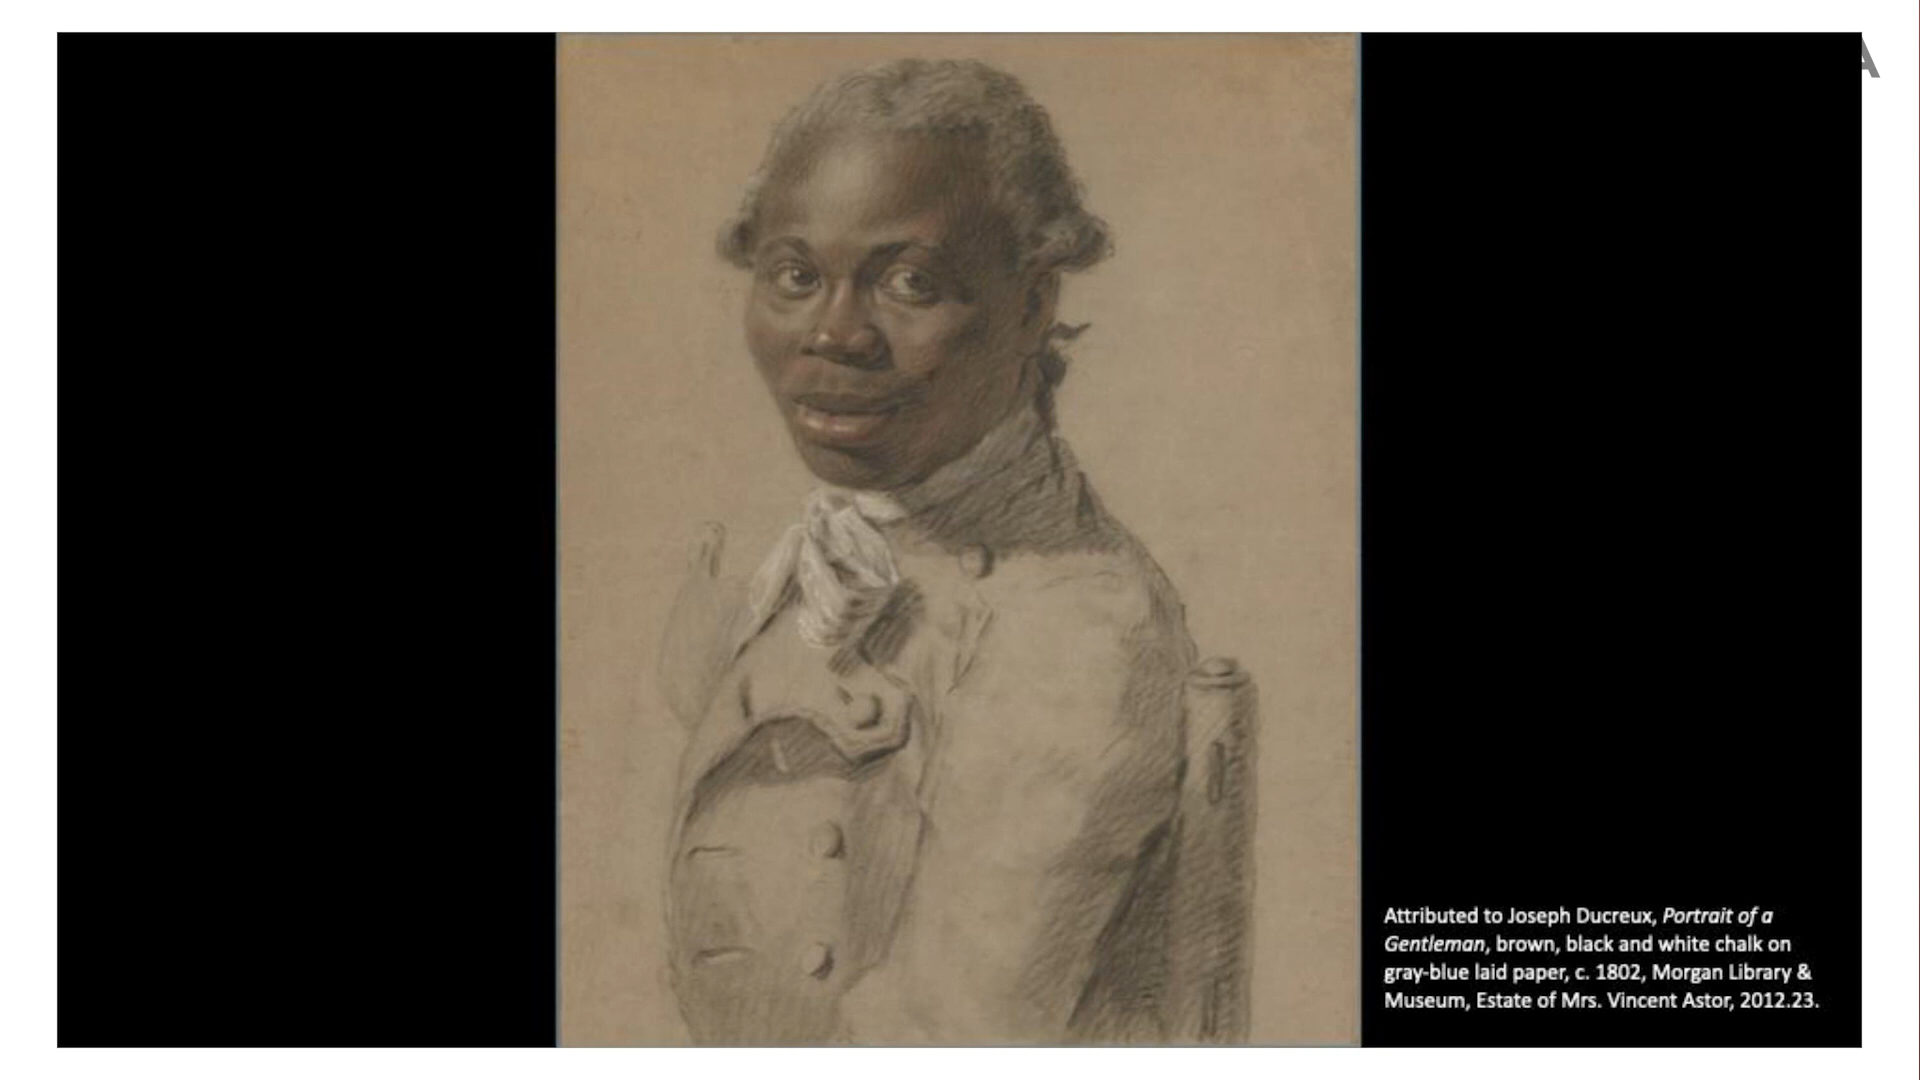 A
Attributed to Joseph Ducreux, Portrait of a
Gentleman, brown, black and white chalk on
gray-blue laid paper, c. 1802, Morgan Library &
Museum, Estate of Mrs. Vincent Astor, 2012.23.